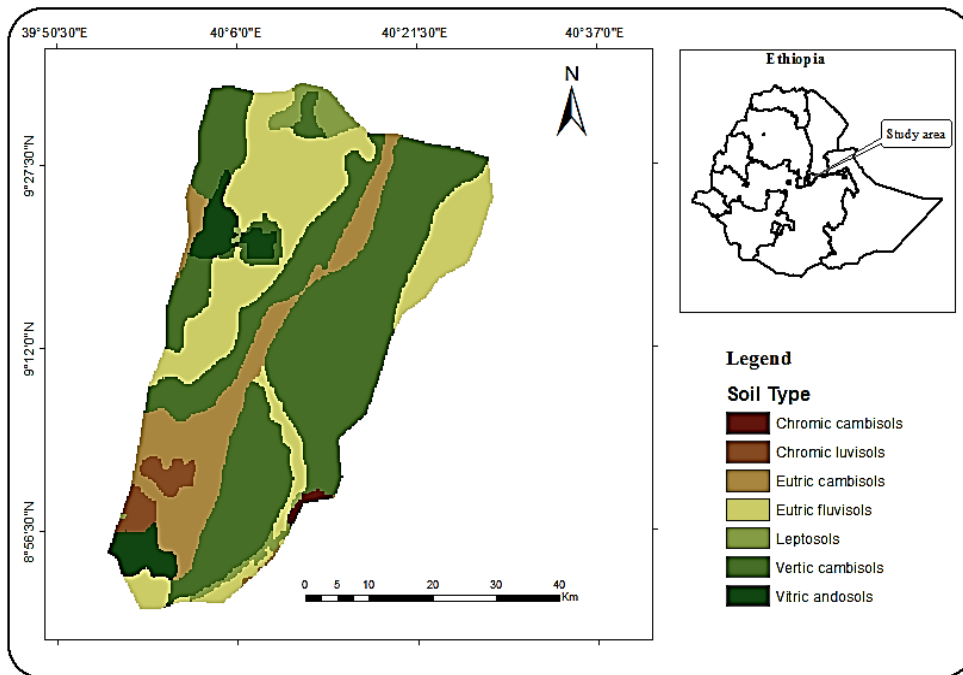 39°50'30"E 40°6'0"E 40°21'30"E 40°37'0"E
9°27'30"N
9°12'0"N
8°56'30"N
N
0 5 10 20 30 40
Km
Ethiopia
Study area
Legend
Soil Type
Chromic cambisols
Chromic luvisols
Eutric cambisols
Eutric fluvisols
Leptosols
Vertic cambisols
Vitric andosols